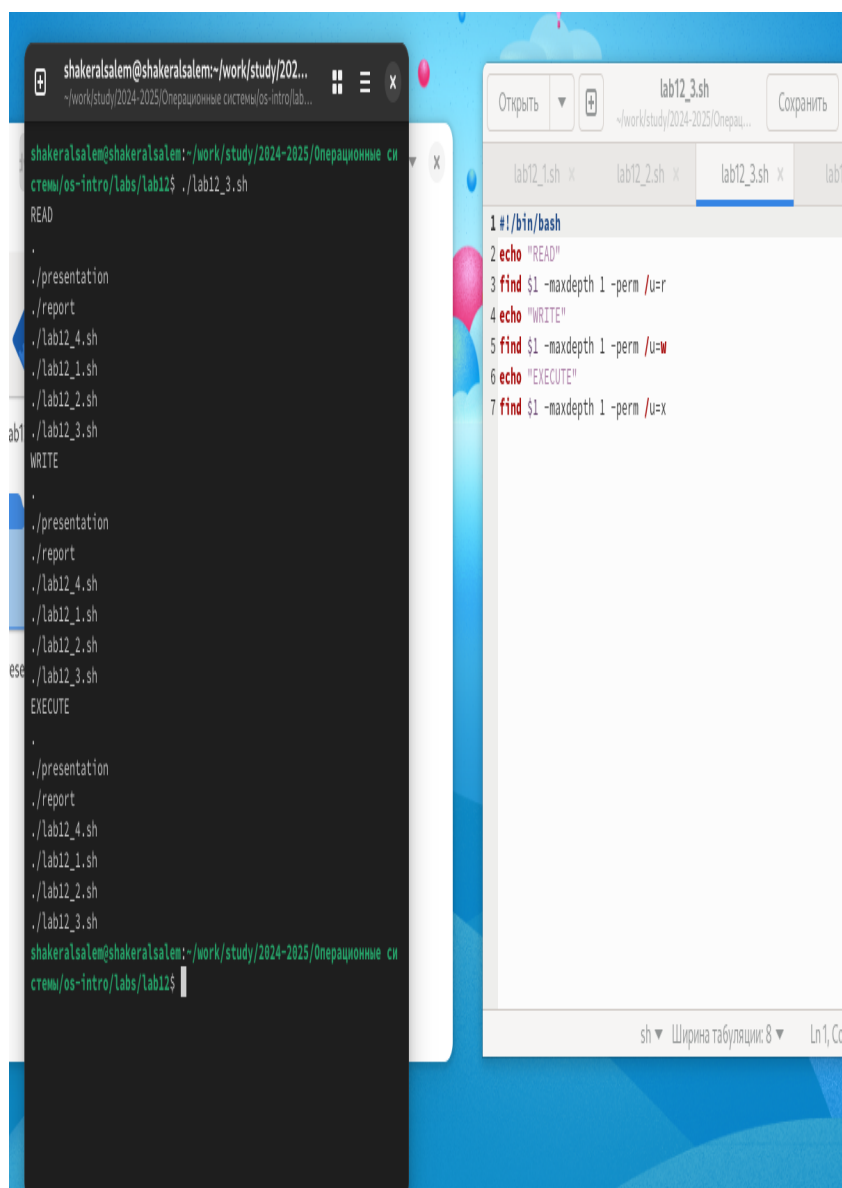 shakeralsalem@shakeralsalem:~/work/study/202...
~/work/study/2024-2025/Операционные системы/os-intro/lab...
shakeralsalem@shakeralsalem:~/work/study/2024-2025/Операционные си
стемы/os-intro/labs/lab12$ ./lab12_3.sh
READ
.
./presentation
./report
./lab12_4.sh
./lab12_1.sh
./lab12_2.sh
./lab12_3.sh
WRITE
.
./presentation
./report
./lab12_4.sh
./lab12_1.sh
./lab12_2.sh
./lab12_3.sh
EXECUTE
.
./presentation
./report
./lab12_4.sh
./lab12_1.sh
./lab12_2.sh
./lab12_3.sh
shakeralsalem@shakeralsalem:~/work/study/2024-2025/Операционные си
стемы/os-intro/labs/lab12$
ab1
ese
Открыть
lab12_3.sh
~/work/study/2024-2025/Операц...
Сохранить
lab12_1.sh × lab12_2.sh × lab12_3.sh × lab1
1 #!/bin/bash
2 echo "READ"
3 find $1 -maxdepth 1 -perm /u=r
4 echo "WRITE"
5 find $1 -maxdepth 1 -perm /u=w
6 echo "EXECUTE"
7 find $1 -maxdepth 1 -perm /u=x
sh Ширина табуляции: 8 Ln 1, Co